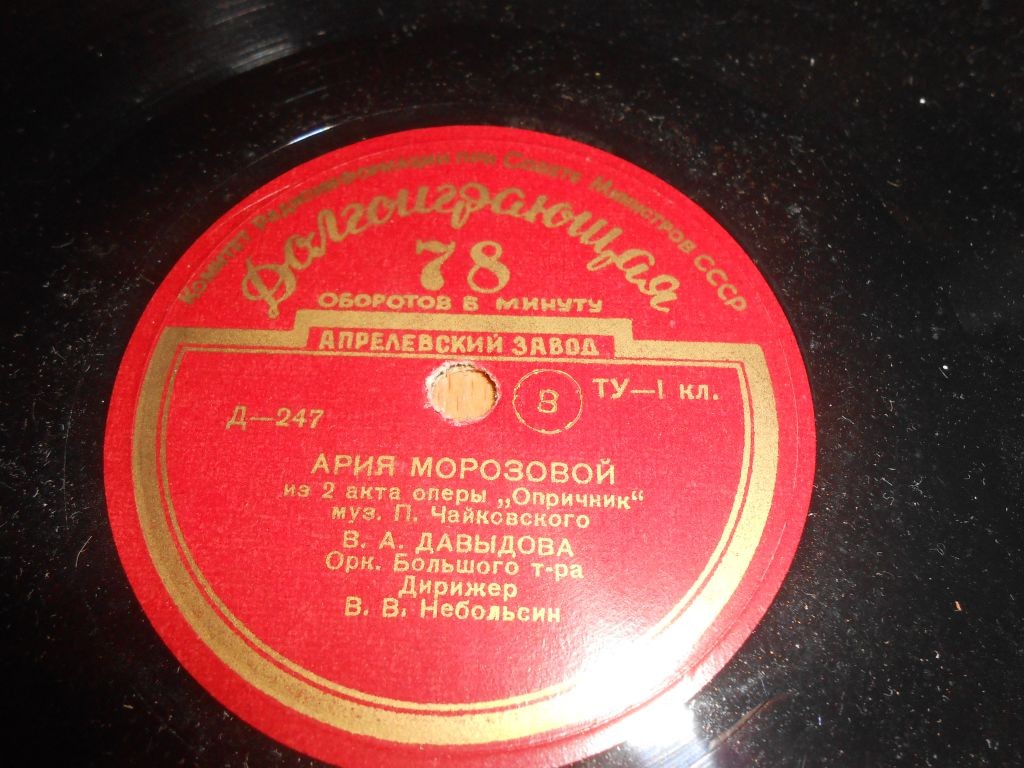 Комитет Радиоинформации при Совете Министров СССР
Долгоиграющая
78
ОБОРОТОВ В МИНУТУ
АПРЕЛЕВСКИЙ ЗАВОД
Д—247
В
ТУ—I кл.
АРИЯ МОРОЗОВОЙ
из 2 акта оперы „Опричник“
муз. П. Чайковского
В. А. ДАВЫДОВА
Орк. Большого т-ра
Дирижер
В. В. Небольсин